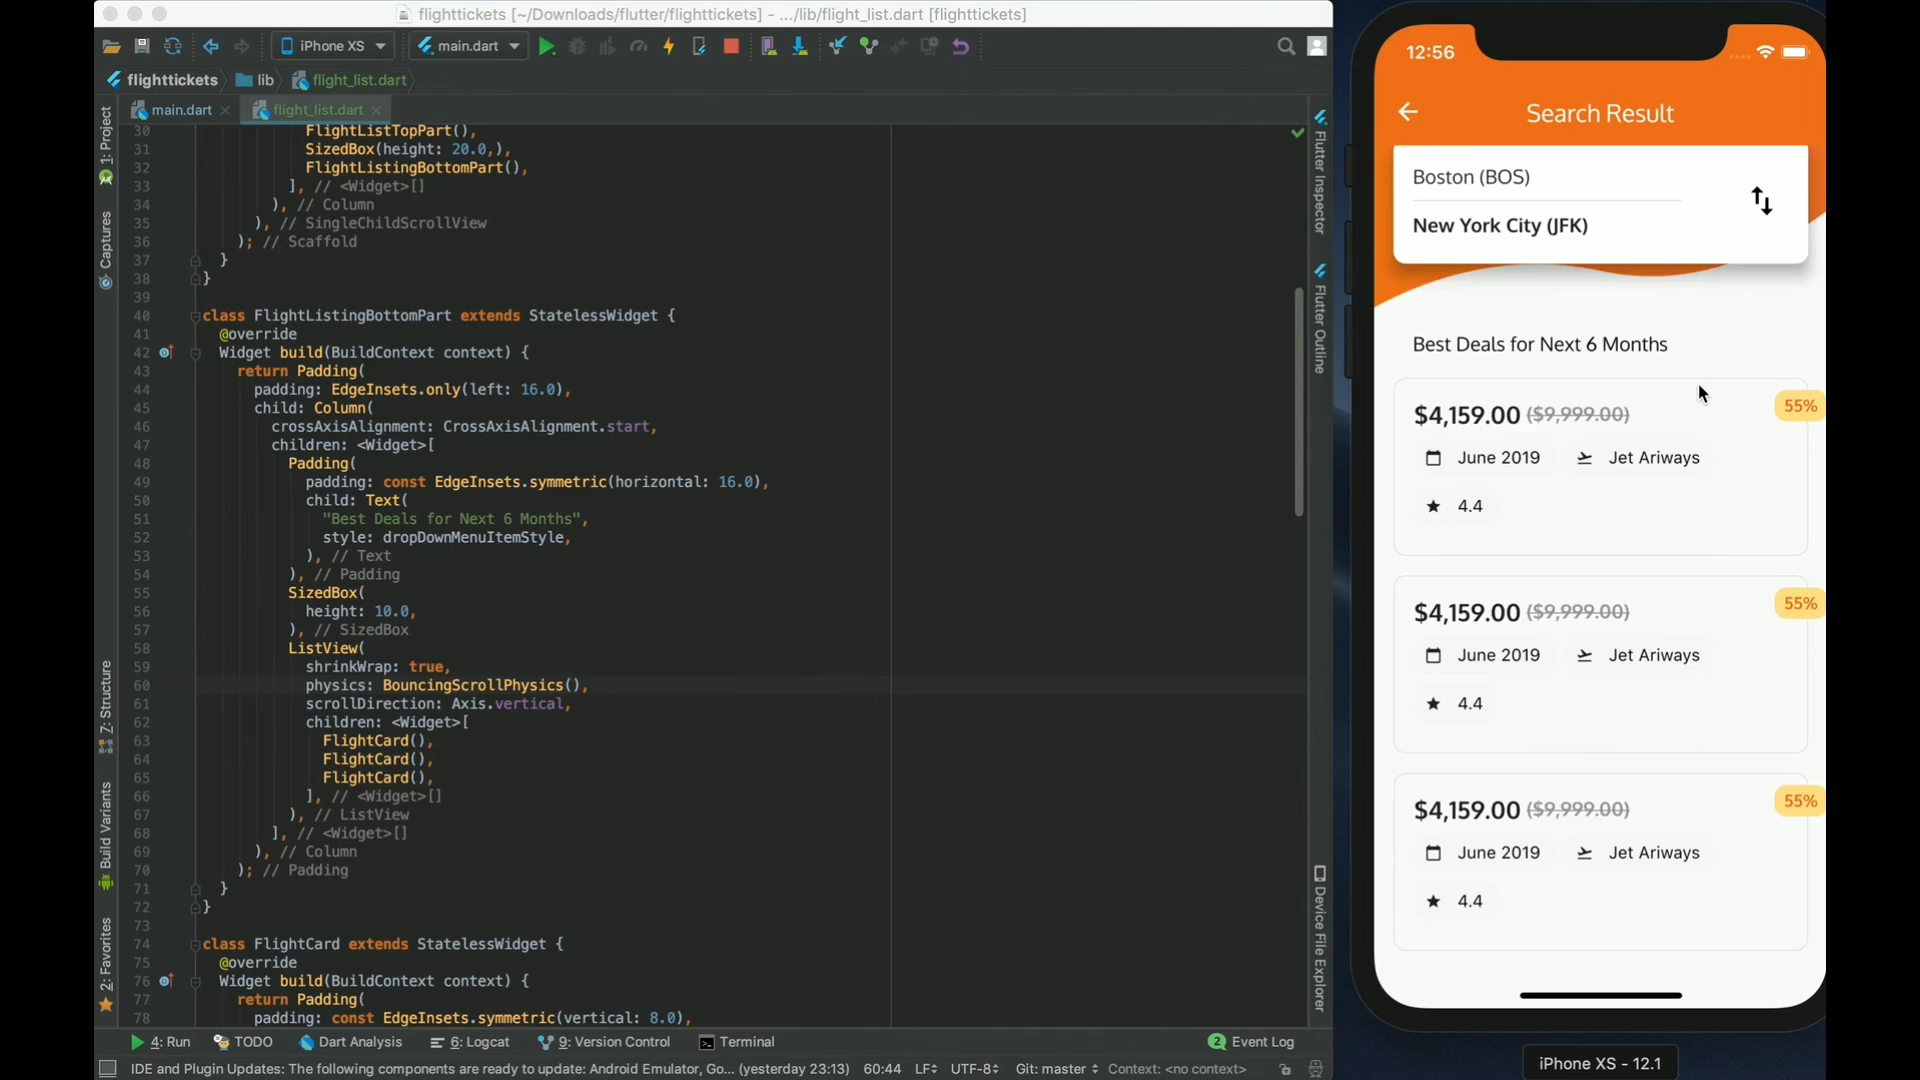 flighttickets [~/Downloads/flutter/flighttickets] - .../lib/flight_list.dart [flighttickets]
iPhone XS
main.dart
flighttickets
lib
flight_list.dart
main.dart
flight_list.dart
1: Project
Captures
7: Structure
Build Variants
2: Favorites
30 FlightListTopPart(),
31 SizedBox(height: 20.0,),
32 FlightListingBottomPart(),
33 ], // <Widget>[]
34 ), // Column
35 ), // SingleChildScrollView
36 ); // Scaffold
37 }
38 }
39
40 class FlightListingBottomPart extends StatelessWidget {
41 @override
42 Widget build(BuildContext context) {
43 return Padding(
44 padding: EdgeInsets.only(left: 16.0),
45 child: Column(
46 crossAxisAlignment: CrossAxisAlignment.start,
47 children: <Widget>[
48 Padding(
49 padding: const EdgeInsets.symmetric(horizontal: 16.0),
50 child: Text(
51 "Best Deals for Next 6 Months",
52 style: dropDownMenuItemStyle,
53 ), // Text
54 ), // Padding
55 SizedBox(
56 height: 10.0,
57 ), // SizedBox
58 ListView(
59 shrinkWrap: true,
60 physics: BouncingScrollPhysics(),
61 scrollDirection: Axis.vertical,
62 children: <Widget>[
63 FlightCard(),
64 FlightCard(),
65 FlightCard(),
66 ], // <Widget>[]
67 ), // ListView
68 ], // <Widget>[]
69 ), // Column
70 ); // Padding
71 }
72 }
73
74 class FlightCard extends StatelessWidget {
75 @override
76 Widget build(BuildContext context) {
77 return Padding(
78 padding: const EdgeInsets.symmetric(vertical: 8.0),
Flutter Inspector
Flutter Outline
Device File Explorer
4: Run
TODO
Dart Analysis
6: Logcat
9: Version Control
Terminal
2 Event Log
IDE and Plugin Updates: The following components are ready to update: Android Emulator, Go... (yesterday 23:13)
60:44
LF
UTF-8
Git: master
Context: <no context>
12:56
Search Result
Boston (BOS)
New York City (JFK)
Best Deals for Next 6 Months
$4,159.00 ($9,999.00)
55%
June 2019
Jet Ariways
4.4
$4,159.00 ($9,999.00)
55%
June 2019
Jet Ariways
4.4
$4,159.00 ($9,999.00)
55%
June 2019
Jet Ariways
4.4
iPhone XS - 12.1